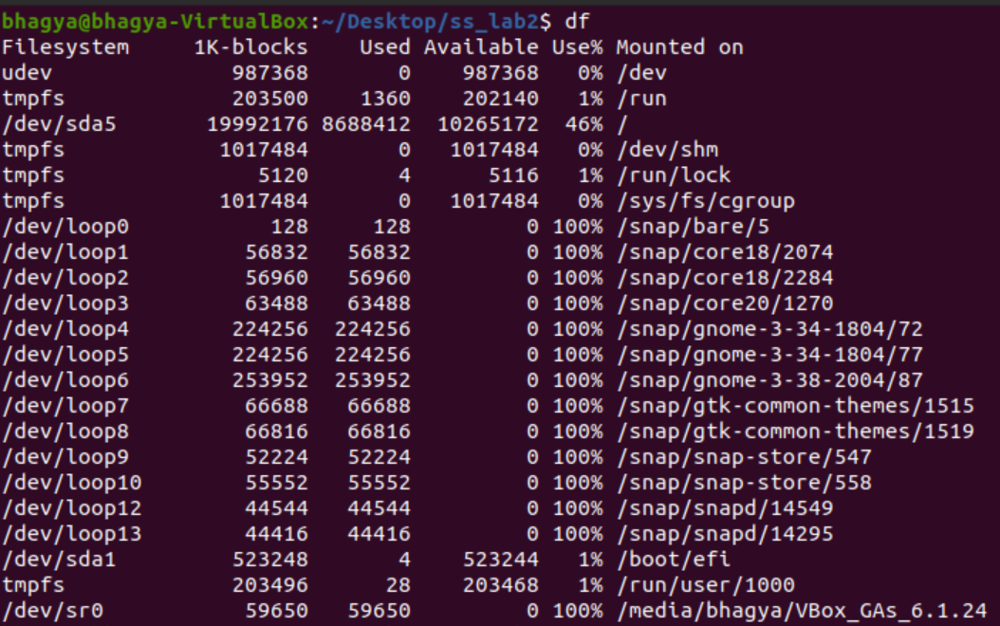 bhagya@bhagya-VirtualBox:~/Desktop/ss_lab2$ df
Filesystem     1K-blocks    Used Available Use% Mounted on
udev              987368       0    987368   0% /dev
tmpfs             203500    1360    202140   1% /run
/dev/sda5       19992176 8688412  10265172  46% /
tmpfs            1017484       0   1017484   0% /dev/shm
tmpfs               5120       4      5116   1% /run/lock
tmpfs            1017484       0   1017484   0% /sys/fs/cgroup
/dev/loop0           128     128         0 100% /snap/bare/5
/dev/loop1         56832   56832         0 100% /snap/core18/2074
/dev/loop2         56960   56960         0 100% /snap/core18/2284
/dev/loop3         63488   63488         0 100% /snap/core20/1270
/dev/loop4        224256  224256         0 100% /snap/gnome-3-34-1804/72
/dev/loop5        224256  224256         0 100% /snap/gnome-3-34-1804/77
/dev/loop6        253952  253952         0 100% /snap/gnome-3-38-2004/87
/dev/loop7         66688   66688         0 100% /snap/gtk-common-themes/1515
/dev/loop8         66816   66816         0 100% /snap/gtk-common-themes/1519
/dev/loop9         52224   52224         0 100% /snap/snap-store/547
/dev/loop10        55552   55552         0 100% /snap/snap-store/558
/dev/loop12        44544   44544         0 100% /snap/snapd/14549
/dev/loop13        44416   44416         0 100% /snap/snapd/14295
/dev/sda1         523248       4    523244   1% /boot/efi
tmpfs             203496      28    203468   1% /run/user/1000
/dev/sr0           59650   59650         0 100% /media/bhagya/VBox_GAs_6.1.24